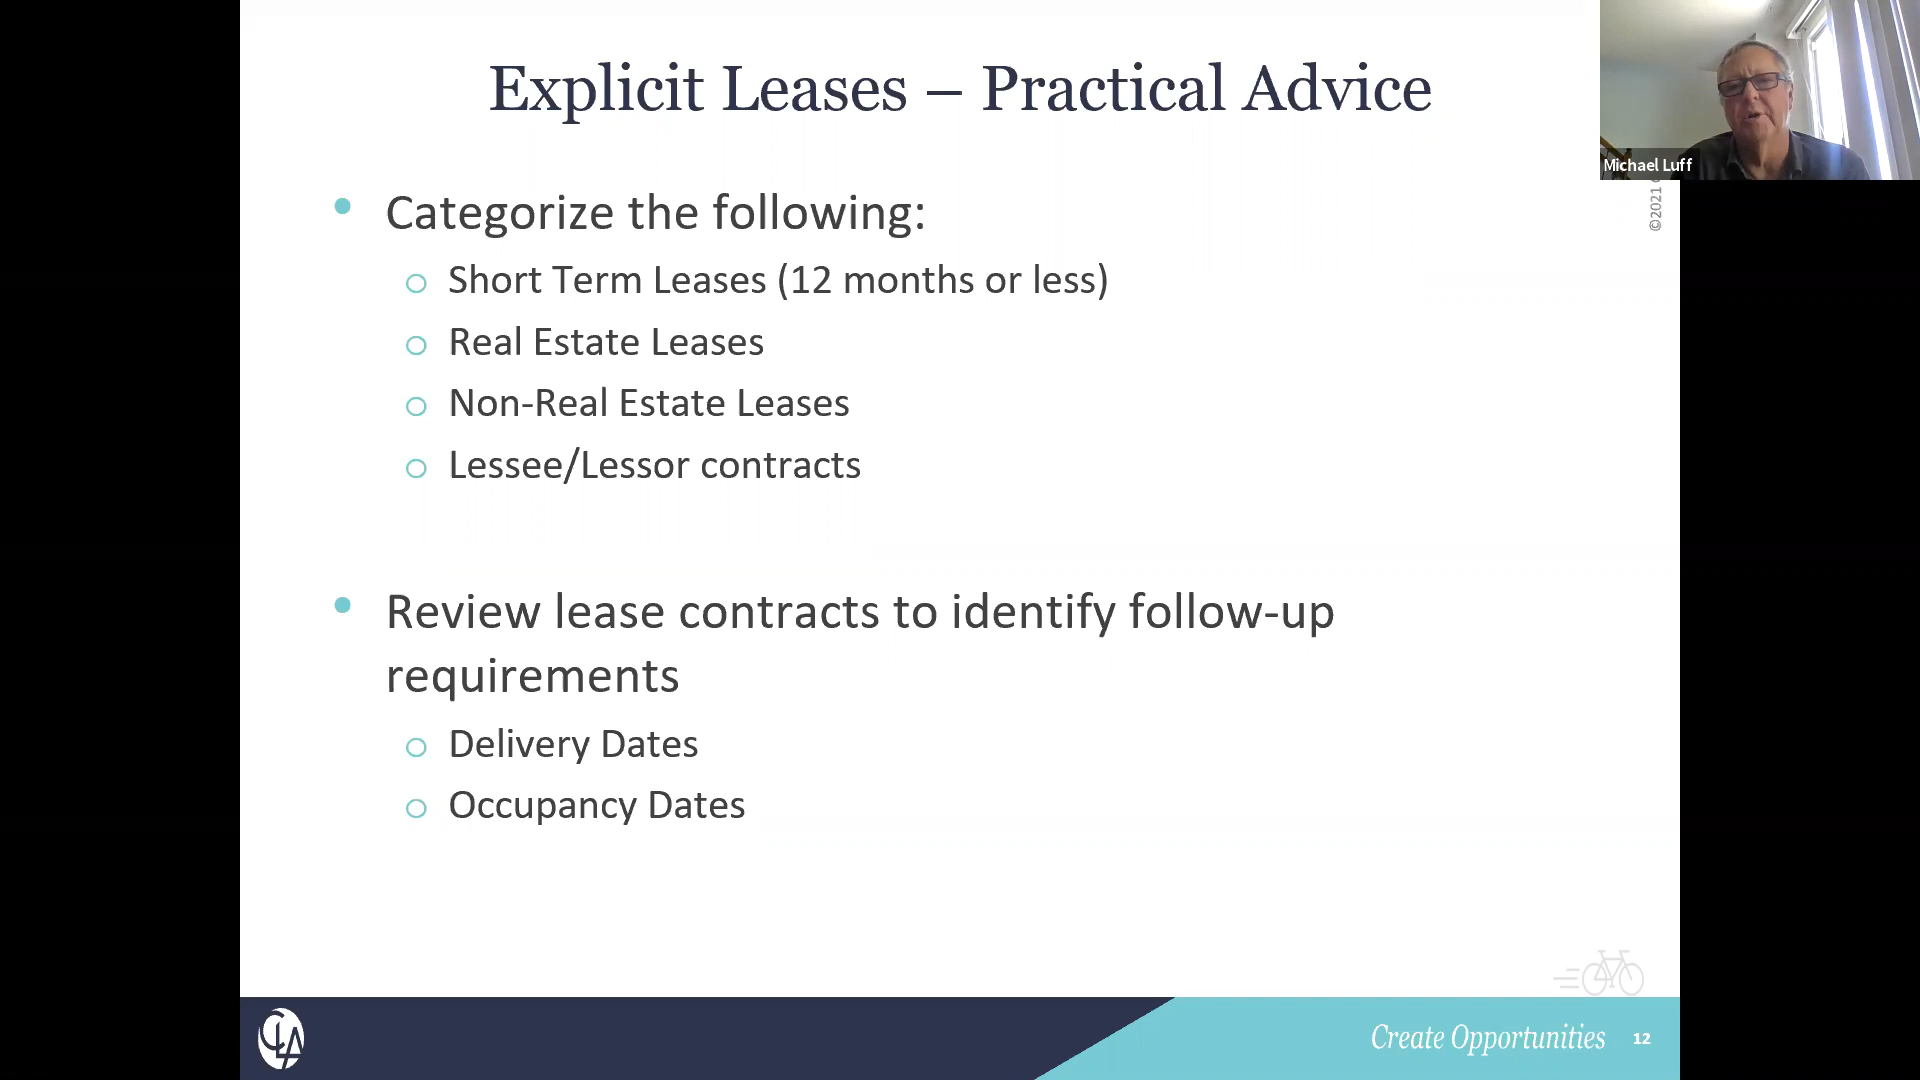 Explicit Leases – Practical Advice
Michael Luff
©2021
• Categorize the following:
o Short Term Leases (12 months or less)
o Real Estate Leases
o Non-Real Estate Leases
o Lessee/Lessor contracts
• Review lease contracts to identify follow-up
requirements
o Delivery Dates
o Occupancy Dates
CLA
Create Opportunities 12